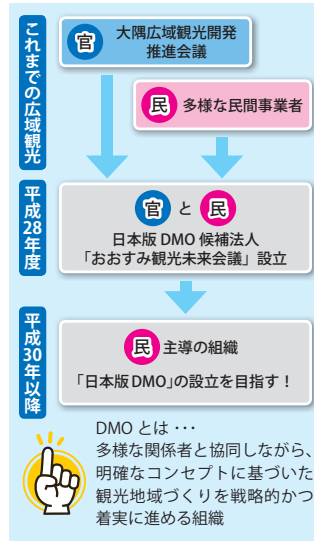 これまでの広域観光
官 大隅広域観光開発
推進会議
民 多様な民間事業者
平成28年度
官 と 民
日本版 DMO 候補法人
「おおすみ観光未来会議」設立
平成30年以降
民 主導の組織
「日本版DMO」の設立を目指す！
DMO とは ･･･
多様な関係者と協同しながら、
明確なコンセプトに基づいた
観光地域づくりを戦略的かつ
着実に進める組織